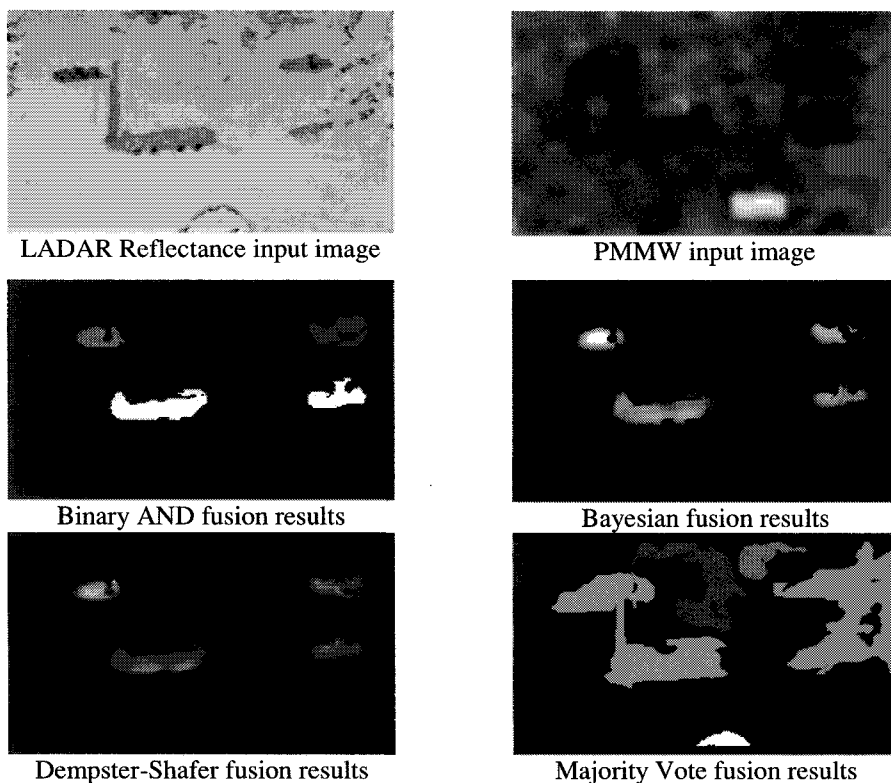 LADAR Reflectance input image
PMMW input image
Binary AND fusion results
Bayesian fusion results
Dempster-Shafer fusion results
Majority Vote fusion results